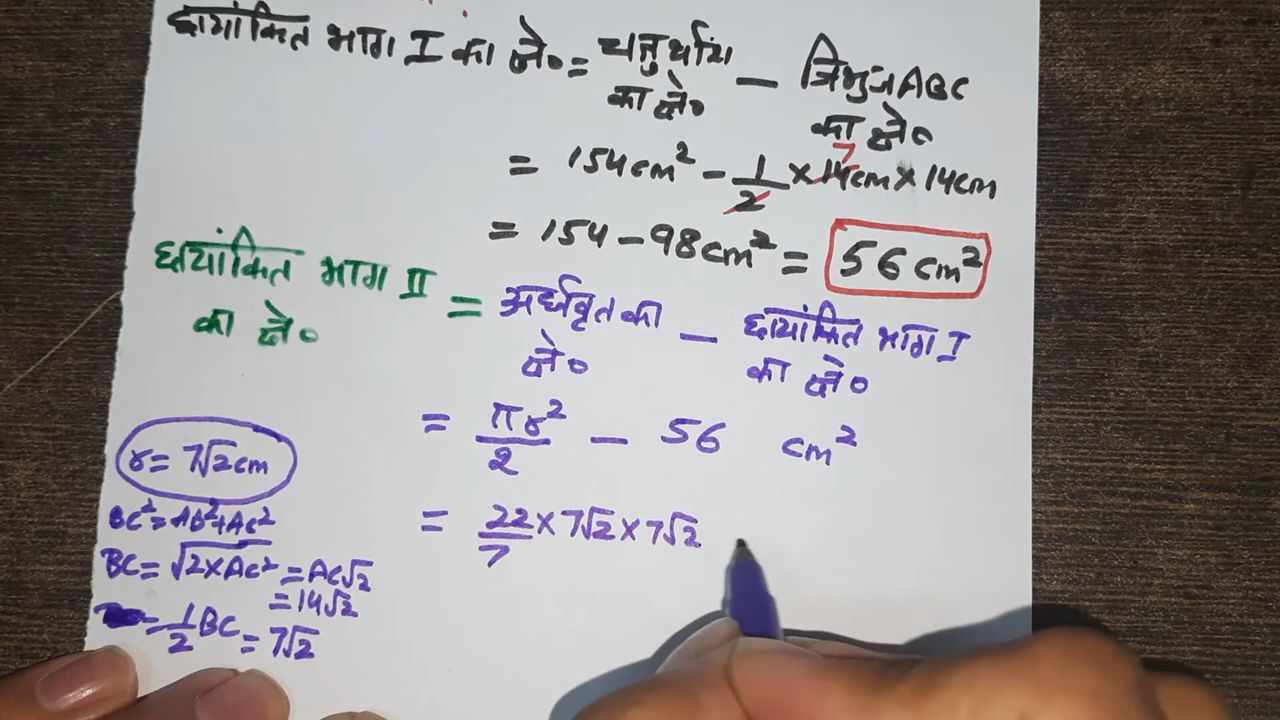 छायांकित भाग I का क्षे० = चतुर्थांश का क्षे० - त्रिभुज ABC का क्षे०
= 154 cm² - 1/2 × 14cm × 14cm
7
= 154 - 98 cm² = 56 cm²
छायांकित भाग II का क्षे० = अर्धवृत का क्षे० - छायांकित भाग I का क्षे०
= πr²/2 - 56 cm²
r = 7√2 cm
= 22/7 × 7√2 × 7√2
BC² = Ab² + Ac²
BC = √2×Ac² = AC√2
= 14√2
= 1/2 BC = 7√2